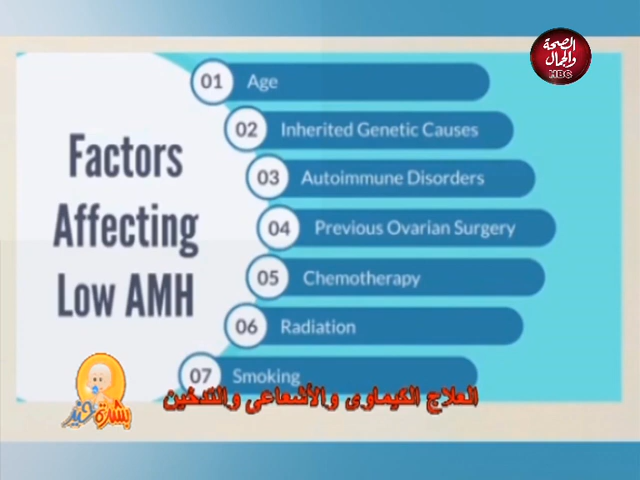 الصحة
والجمال
HBC
Factors
Affecting
Low AMH
01 Age
02 Inherited Genetic Causes
03 Autoimmune Disorders
04 Previous Ovarian Surgery
05 Chemotherapy
06 Radiation
07 Smoking
العلاج الكيماوى والأشعاعى والتدخين
بشرة خير